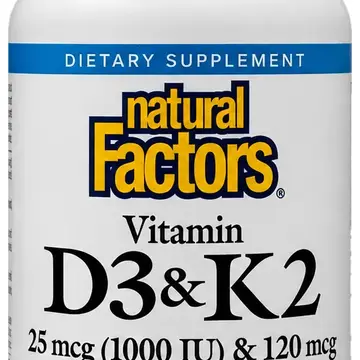 DIETARY SUPPLEMENT
natural
Factors®
Vitamin
D3&K2
25 mcg (1000 IU) & 120 mcg